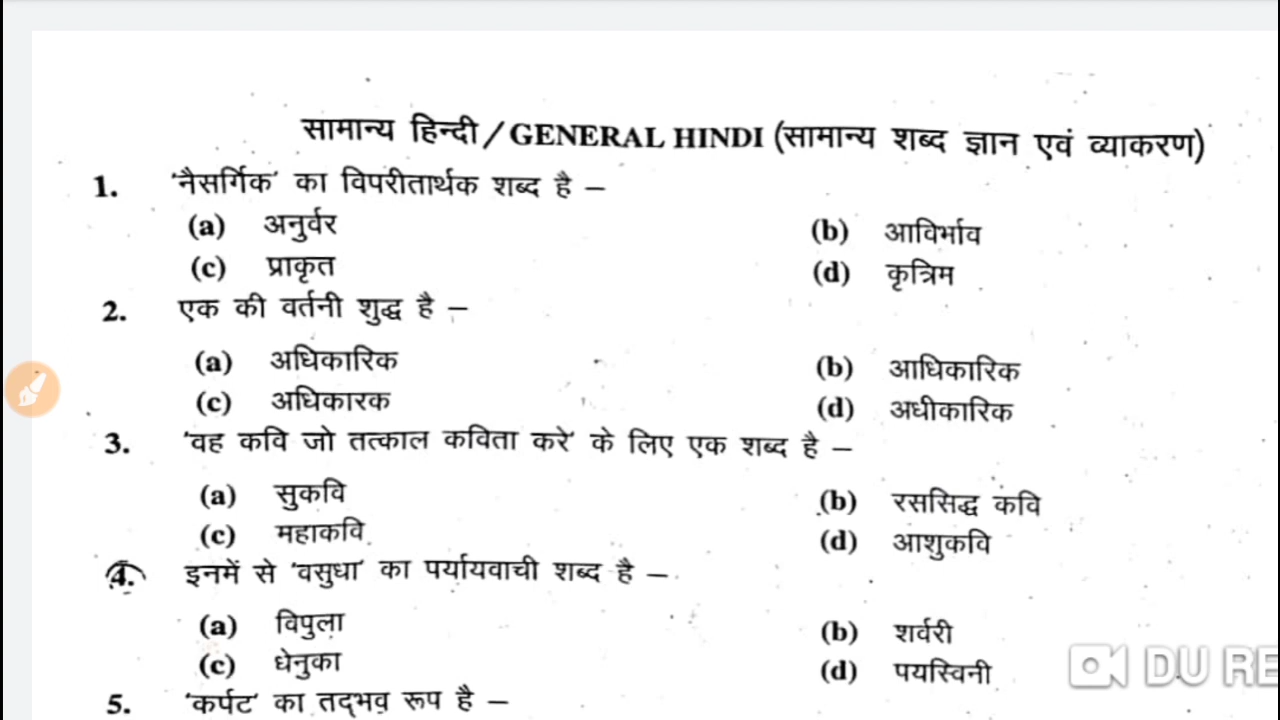 सामान्य हिन्दी / GENERAL HINDI (सामान्य शब्द ज्ञान एवं व्याकरण)
1. 'नैसर्गिक' का विपरीतार्थक शब्द है –
(a) अनुर्वर (b) आविर्भाव
(c) प्राकृत (d) कृत्रिम
2. एक की वर्तनी शुद्ध है –
(a) अधिकारिक (b) आधिकारिक
(c) अधिकारक (d) अधीकारिक
3. 'वह कवि जो तत्काल कविता करे' के लिए एक शब्द है –
(a) सुकवि (b) रससिद्ध कवि
(c) महाकवि (d) आशुकवि
4. इनमें से 'वसुधा' का पर्यायवाची शब्द है –
(a) विपुला (b) शर्वरी
(c) धेनुका (d) पयस्विनी
DU RE
5. 'कर्पट' का तद्भव रूप है –